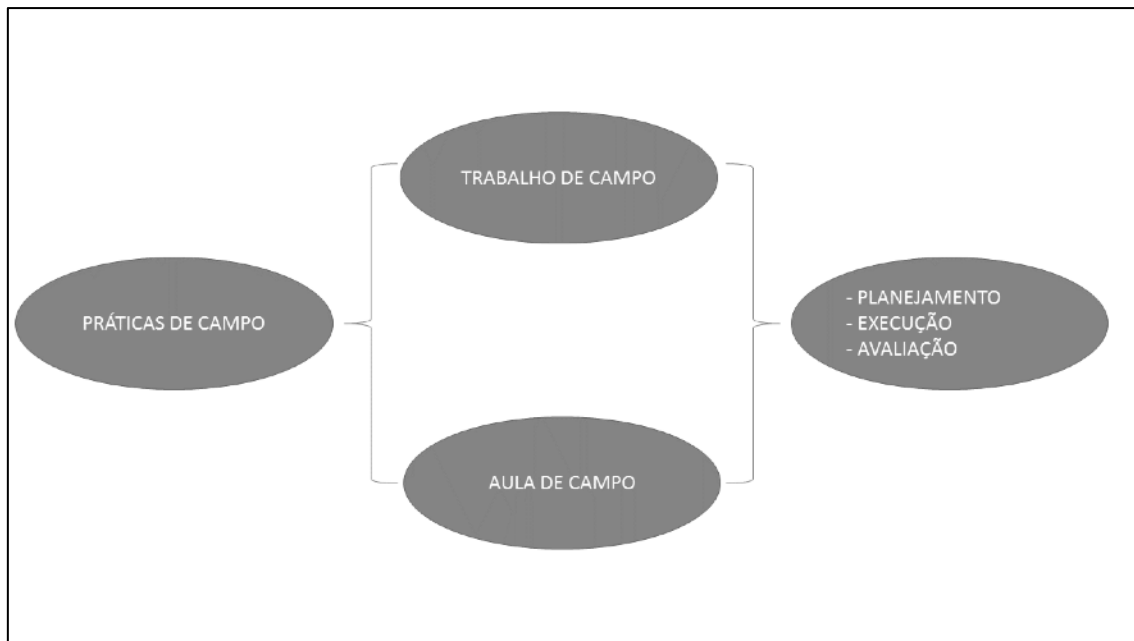 PRÁTICAS DE CAMPO
TRABALHO DE CAMPO
AULA DE CAMPO
- PLANEJAMENTO
- EXECUÇÃO
- AVALIAÇÃO